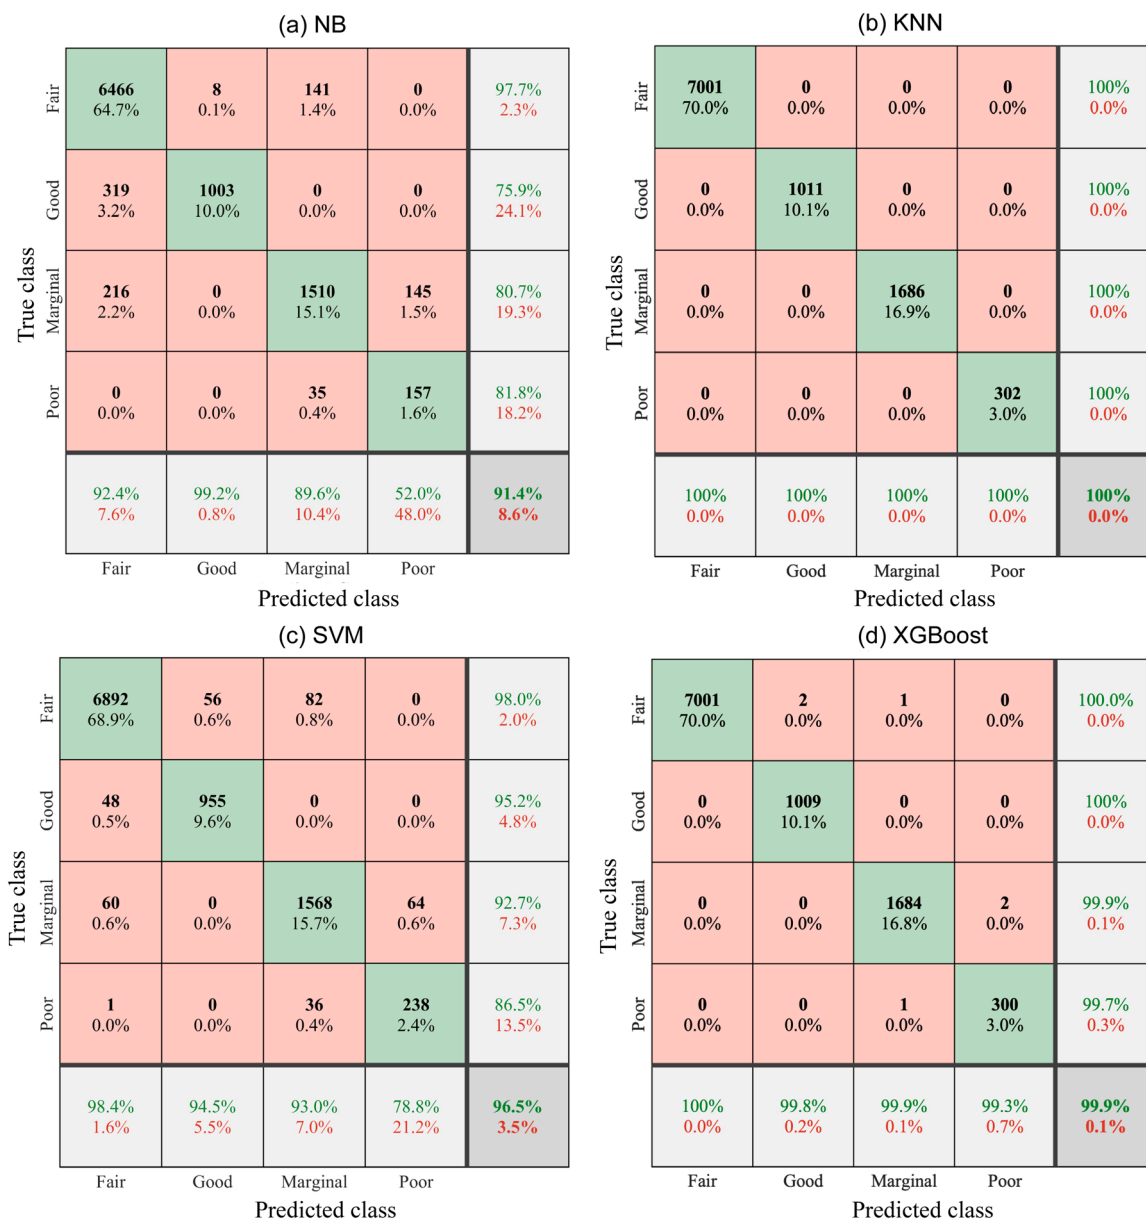 (a) NB
6466 8 141 0 97.7%
64.7% 0.1% 1.4% 0.0% 2.3%
Fair
319 1003 0 0 75.9%
3.2% 10.0% 0.0% 0.0% 24.1%
Good
216 0 1510 145 80.7%
2.2% 0.0% 15.1% 1.5% 19.3%
Marginal
0 0 35 157 81.8%
0.0% 0.0% 0.4% 1.6% 18.2%
Poor
True class
92.4% 99.2% 89.6% 52.0% 91.4%
7.6% 0.8% 10.4% 48.0% 8.6%
Fair Good Marginal Poor
Predicted class
(b) KNN
7001 0 0 0 100%
70.0% 0.0% 0.0% 0.0% 0.0%
Fair
0 1011 0 0 100%
0.0% 10.1% 0.0% 0.0% 0.0%
Good
0 0 1686 0 100%
0.0% 0.0% 16.9% 0.0% 0.0%
Marginal
0 0 0 302 100%
0.0% 0.0% 0.0% 3.0% 0.0%
Poor
True class
100% 100% 100% 100% 100%
0.0% 0.0% 0.0% 0.0% 0.0%
Fair Good Marginal Poor
Predicted class
(c) SVM
6892 56 82 0 98.0%
68.9% 0.6% 0.8% 0.0% 2.0%
Fair
48 955 0 0 95.2%
0.5% 9.6% 0.0% 0.0% 4.8%
Good
60 0 1568 64 92.7%
0.6% 0.0% 15.7% 0.6% 7.3%
Marginal
1 0 36 238 86.5%
0.0% 0.0% 0.4% 2.4% 13.5%
Poor
True class
98.4% 94.5% 93.0% 78.8% 96.5%
1.6% 5.5% 7.0% 21.2% 3.5%
Fair Good Marginal Poor
Predicted class
(d) XGBoost
7001 2 1 0 100.0%
70.0% 0.0% 0.0% 0.0% 0.0%
Fair
0 1009 0 0 100%
0.0% 10.1% 0.0% 0.0% 0.0%
Good
0 0 1684 2 99.9%
0.0% 0.0% 16.8% 0.0% 0.1%
Marginal
0 0 1 300 99.7%
0.0% 0.0% 0.0% 3.0% 0.3%
Poor
True class
100% 99.8% 99.9% 99.3% 99.9%
0.0% 0.2% 0.1% 0.7% 0.1%
Fair Good Marginal Poor
Predicted class